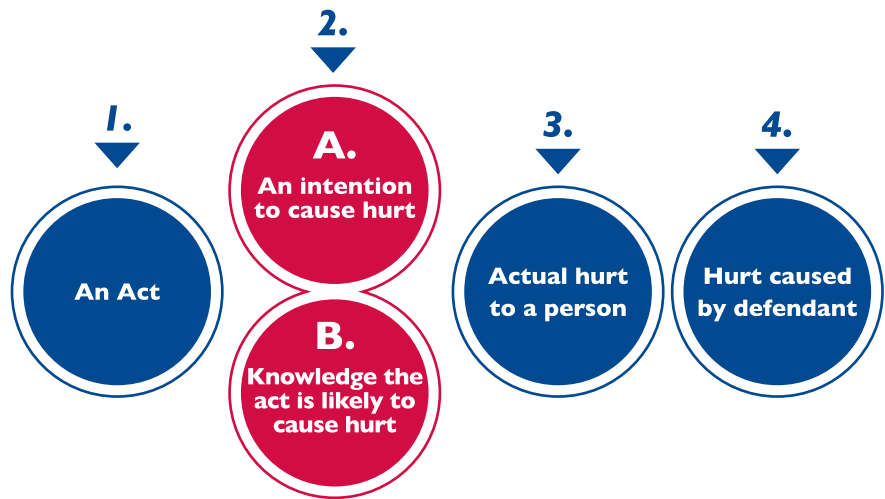 1.
An Act
2.
A.
An intention
to cause hurt
B.
Knowledge the
act is likely to
cause hurt
3.
Actual hurt
to a person
4.
Hurt caused
by defendant